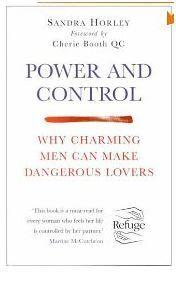 SANDRA HORLEY
Foreword by
Cherie Booth QC
POWER AND
CONTROL
WHY CHARMING
MEN CAN MAKE
DANGEROUS LOVERS
'This book is a must-read for
every woman who feels her life
is controlled by her partner'
Martine McCutcheon
Refuge